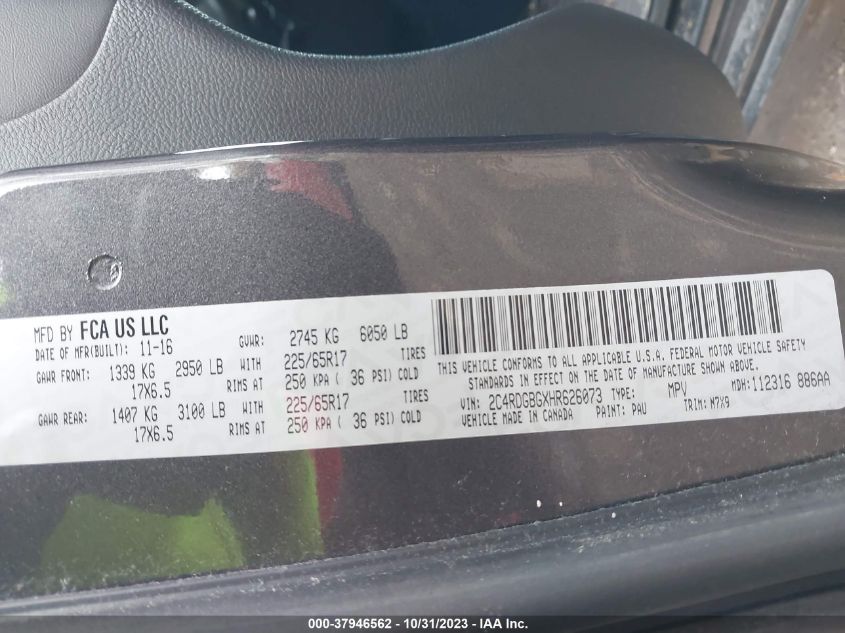 MFD BY FCA US LLC
DATE OF MFR(BUILT): 11-16 GVWR: 2745 KG 6050 LB
GAWR FRONT: 1339 KG 2950 LB WITH 225/65R17 TIRES
17X6.5 RIMS AT 250 KPA ( 36 PSI) COLD
GAWR REAR: 1407 KG 3100 LB WITH 225/65R17 TIRES
17X6.5 RIMS AT 250 KPA ( 36 PSI) COLD
THIS VEHICLE CONFORMS TO ALL APPLICABLE U.S.A. FEDERAL MOTOR VEHICLE SAFETY
STANDARDS IN EFFECT ON THE DATE OF MANUFACTURE SHOWN ABOVE.
VIN: 2C4RDGBGXHR626073 TYPE: MPV MDH: 112316 886AA
VEHICLE MADE IN CANADA PAINT: PAU TRIM: M7X9
000-37946562 - 10/31/2023 - IAA Inc.